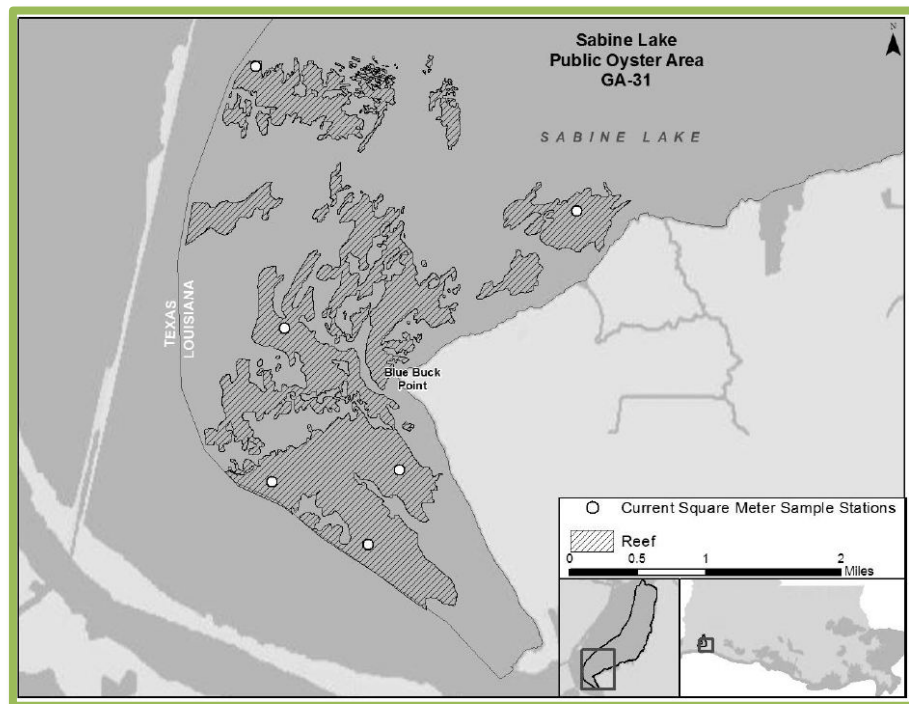 Sabine Lake
Public Oyster Area
GA-31
N
SABINE LAKE
TEXAS
LOUISIANA
Blue Buck
Point
Current Square Meter Sample Stations
Reef
0 0.5 1 2
Miles